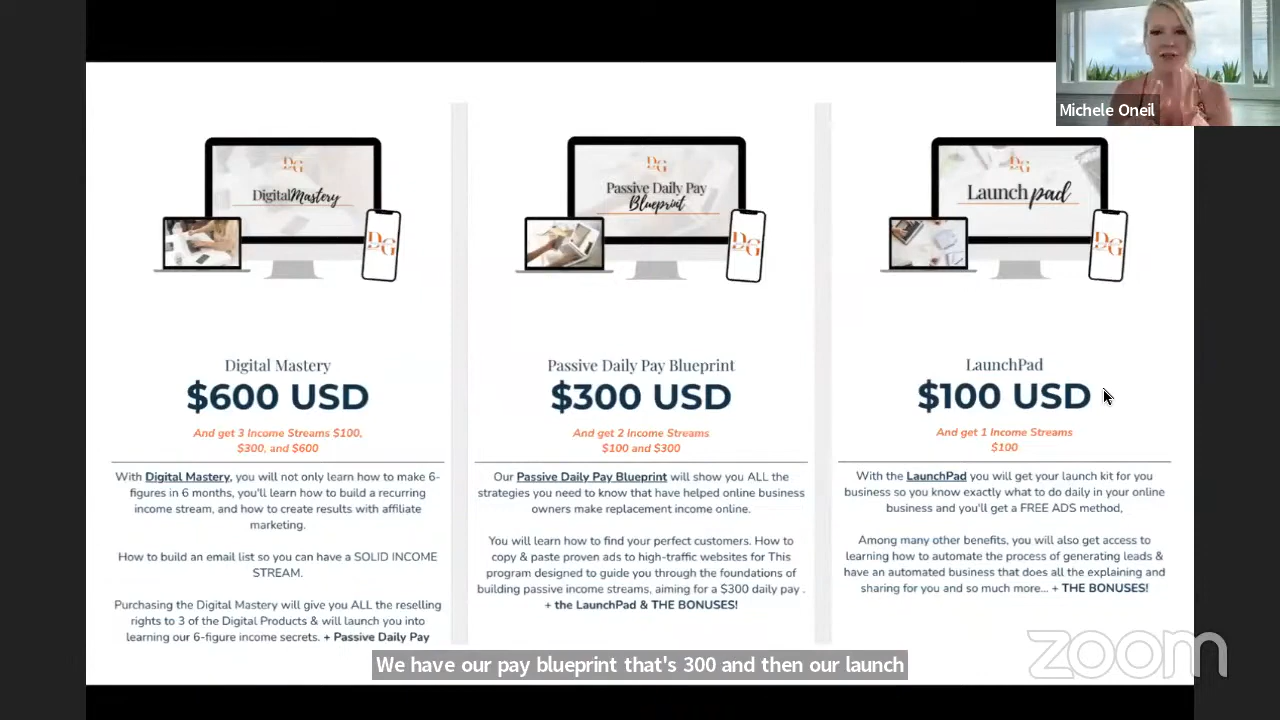 Michele Oneil
DG
Digital Mastery
DG
DG
Passive Daily Pay
Blueprint
DG
DG
Launch pad
DG
Digital Mastery
$600 USD
And get 3 Income Streams $100,
$300, and $600
With Digital Mastery, you will not only learn how to make 6-
figures in 6 months, you'll learn how to build a recurring
income stream, and how to create results with affiliate
marketing.
How to build an email list so you can have a SOLID INCOME
STREAM.
Purchasing the Digital Mastery will give you ALL the reselling
rights to 3 of the Digital Products & will launch you into
learning our 6-figure income secrets. + Passive Daily Pay
Passive Daily Pay Blueprint
$300 USD
And get 2 Income Streams
$100 and $300
Our Passive Daily Pay Blueprint will show you ALL the
strategies you need to know that have helped online business
owners make replacement income online.
You will learn how to find your perfect customers. How to
copy & paste proven ads to high-traffic websites for This
program designed to guide you through the foundations of
building passive income streams, aiming for a $300 daily pay .
+ the LaunchPad & THE BONUSES!
LaunchPad
$100 USD
And get 1 Income Streams
$100
With the LaunchPad you will get your launch kit for you
business so you know exactly what to do daily in your online
business and you'll get a FREE ADS method,
Among many other benefits, you will also get access to
learning how to automate the process of generating leads &
have an automated business that does all the explaining and
sharing for you and so much more... + THE BONUSES!
We have our pay blueprint that's 300 and then our launch
zoom